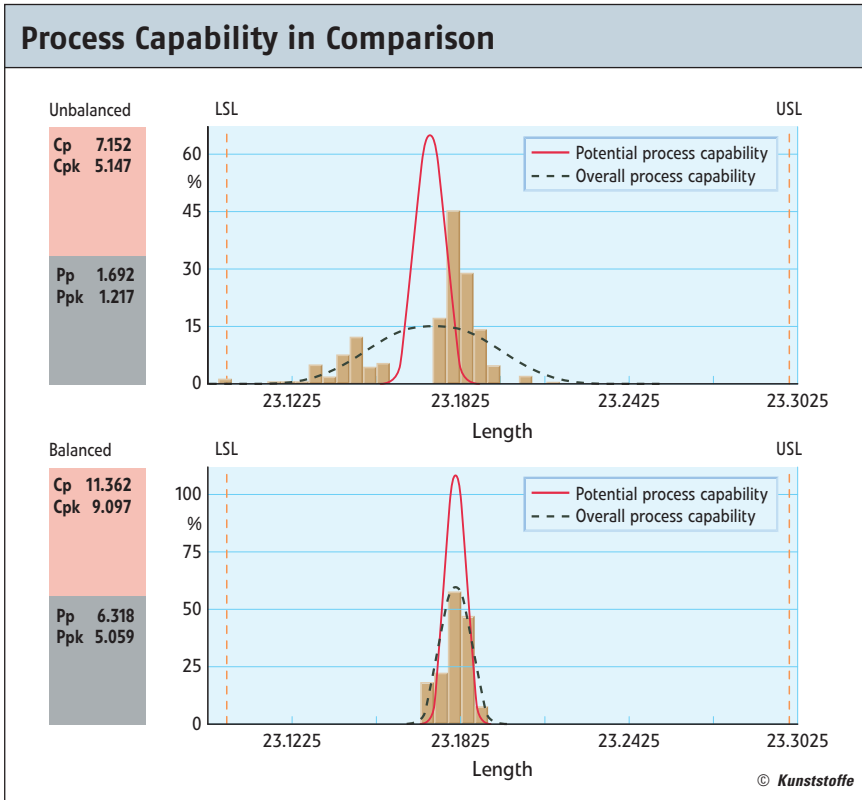 Process Capability in Comparison
Unbalanced
Cp 7.152
Cpk 5.147
Pp 1.692
Ppk 1.217
LSL
USL
60
%
45
30
15
0
Potential process capability
Overall process capability
23.1225
23.1825
23.2425
23.3025
Length
Balanced
Cp 11.362
Cpk 9.097
Pp 6.318
Ppk 5.059
LSL
USL
100
%
75
50
25
0
Potential process capability
Overall process capability
23.1225
23.1825
23.2425
23.3025
Length
© Kunststoffe